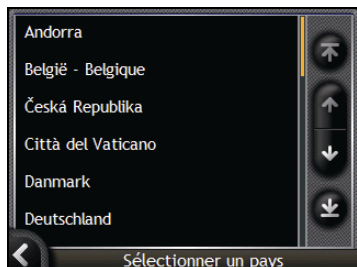 Andorra
België - Belgique
Česká Republika
Città del Vaticano
Danmark
Deutschland
Sélectionner un pays